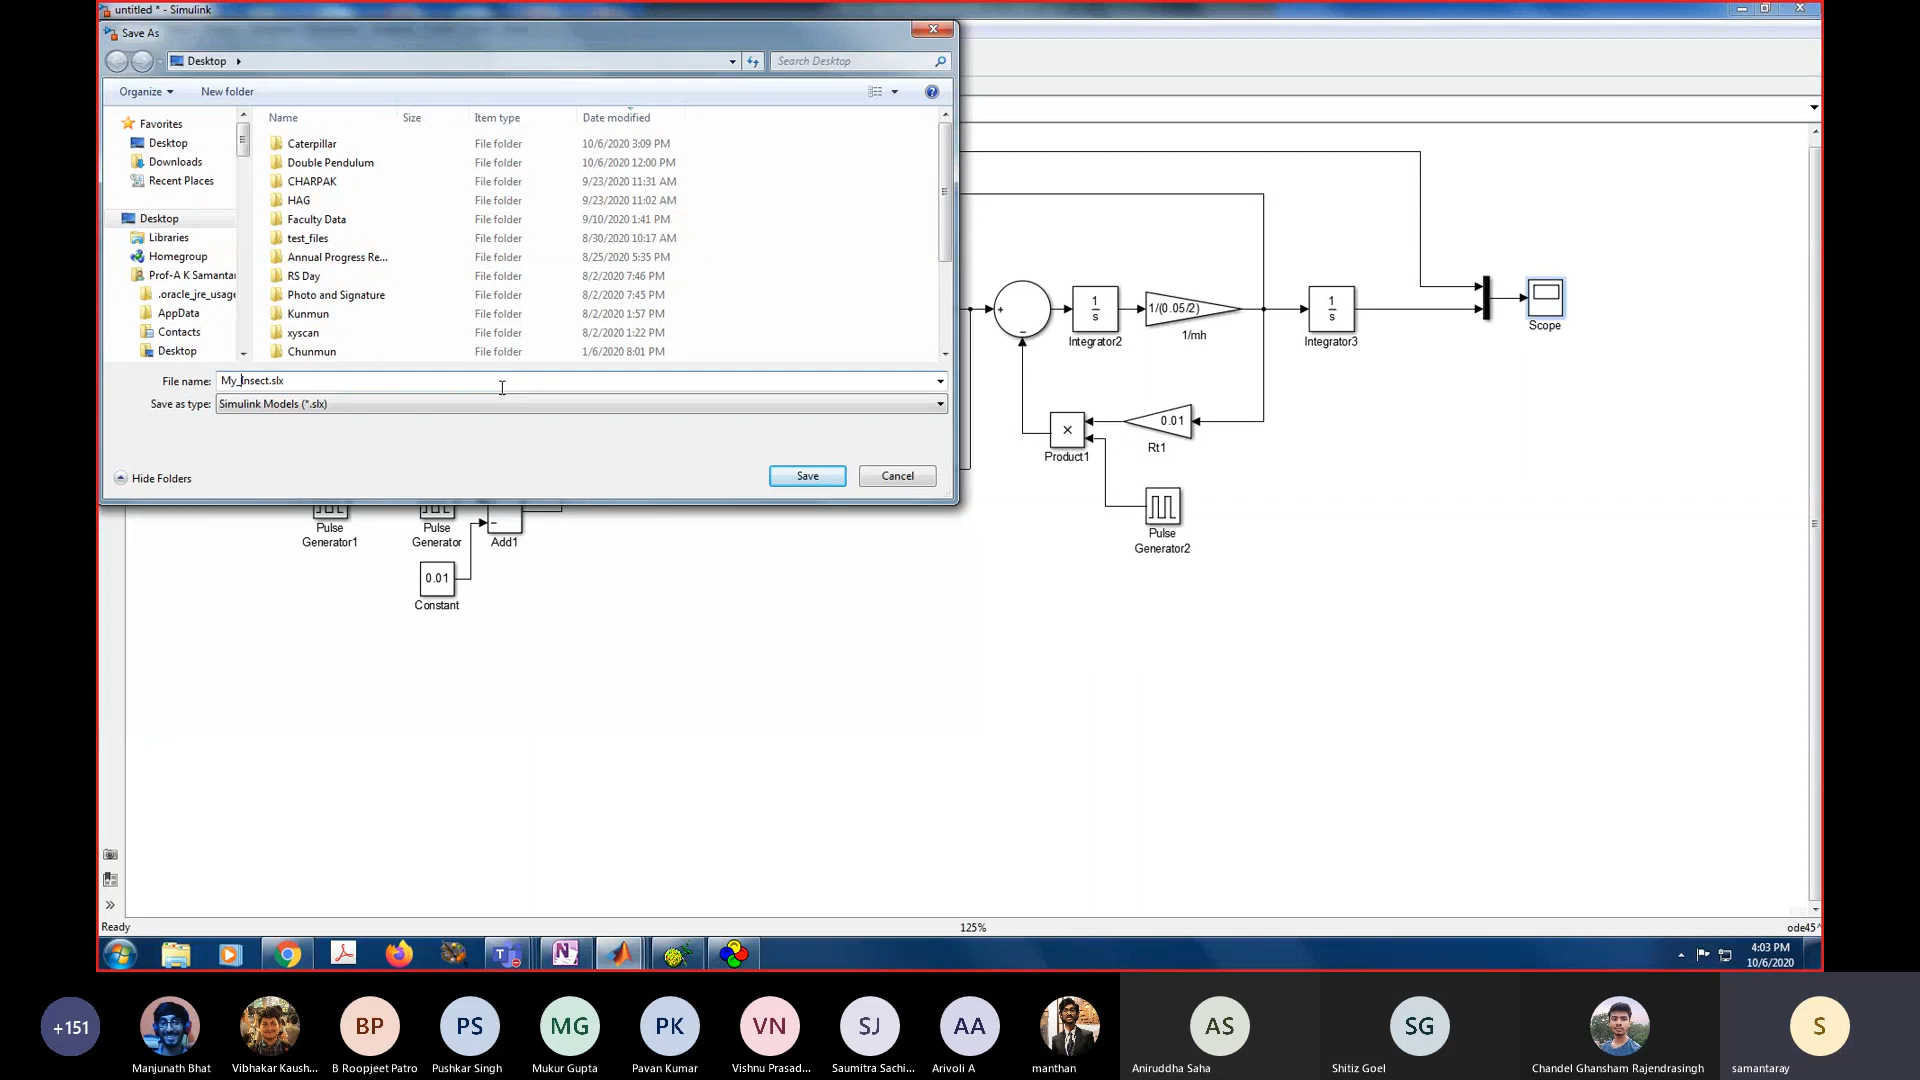 untitled * - Simulink
Save As
Desktop
Search Desktop
Organize
New folder
Name Size Item type Date modified
Favorites
Desktop
Downloads
Recent Places
Desktop
Libraries
Homegroup
Prof-A K Samantar
.oracle_jre_usage
AppData
Contacts
Desktop
Caterpillar File folder 10/6/2020 3:09 PM
Double Pendulum File folder 10/6/2020 12:00 PM
CHARPAK File folder 9/23/2020 11:31 AM
HAG File folder 9/23/2020 11:02 AM
Faculty Data File folder 9/10/2020 1:41 PM
test_files File folder 8/30/2020 10:17 AM
Annual Progress Re... File folder 8/25/2020 5:35 PM
RS Day File folder 8/2/2020 7:46 PM
Photo and Signature File folder 8/2/2020 7:45 PM
Kunmun File folder 8/2/2020 1:57 PM
xyscan File folder 8/2/2020 1:22 PM
Chunmun File folder 1/6/2020 8:01 PM
File name: My_Insect.slx
Save as type: Simulink Models (*.slx)
Hide Folders
Save
Cancel
+
−
1
s
Integrator2
1/(0.05/2)
1/mh
1
s
Integrator3
Scope
×
Product1
0.01
Rt1
Pulse
Generator2
Pulse
Generator1
Pulse
Generator
−
Add1
0.01
Constant
Ready
125%
ode45
4:03 PM
10/6/2020
+151
Manjunath Bhat
Vibhakar Kaush...
BP
B Roopjeet Patro
PS
Pushkar Singh
MG
Mukur Gupta
PK
Pavan Kumar
VN
Vishnu Prasad...
SJ
Saumitra Sachi...
AA
Arivoli A
manthan
AS
Aniruddha Saha
SG
Shitiz Goel
Chandel Ghansham Rajendrasingh
S
samantaray